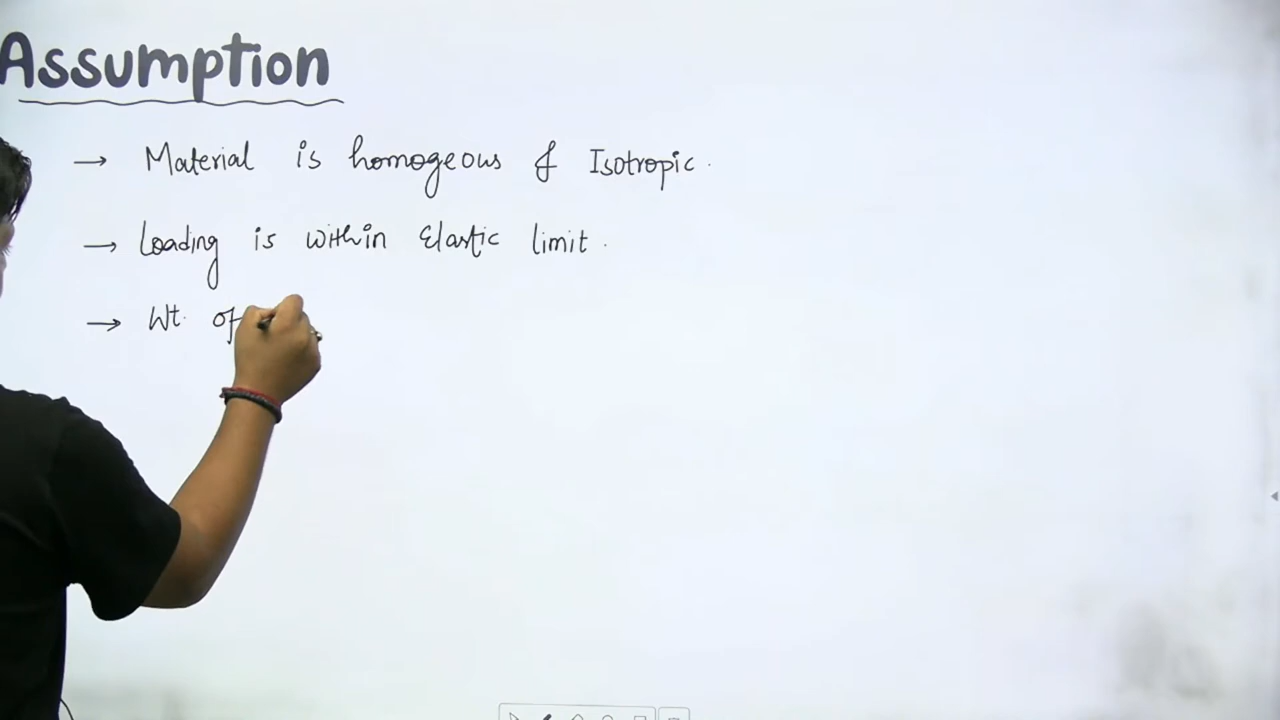 Assumption
→ Material is homogeous & Isotropic.
→ Loading is within Elastic limit.
→ Wt. of